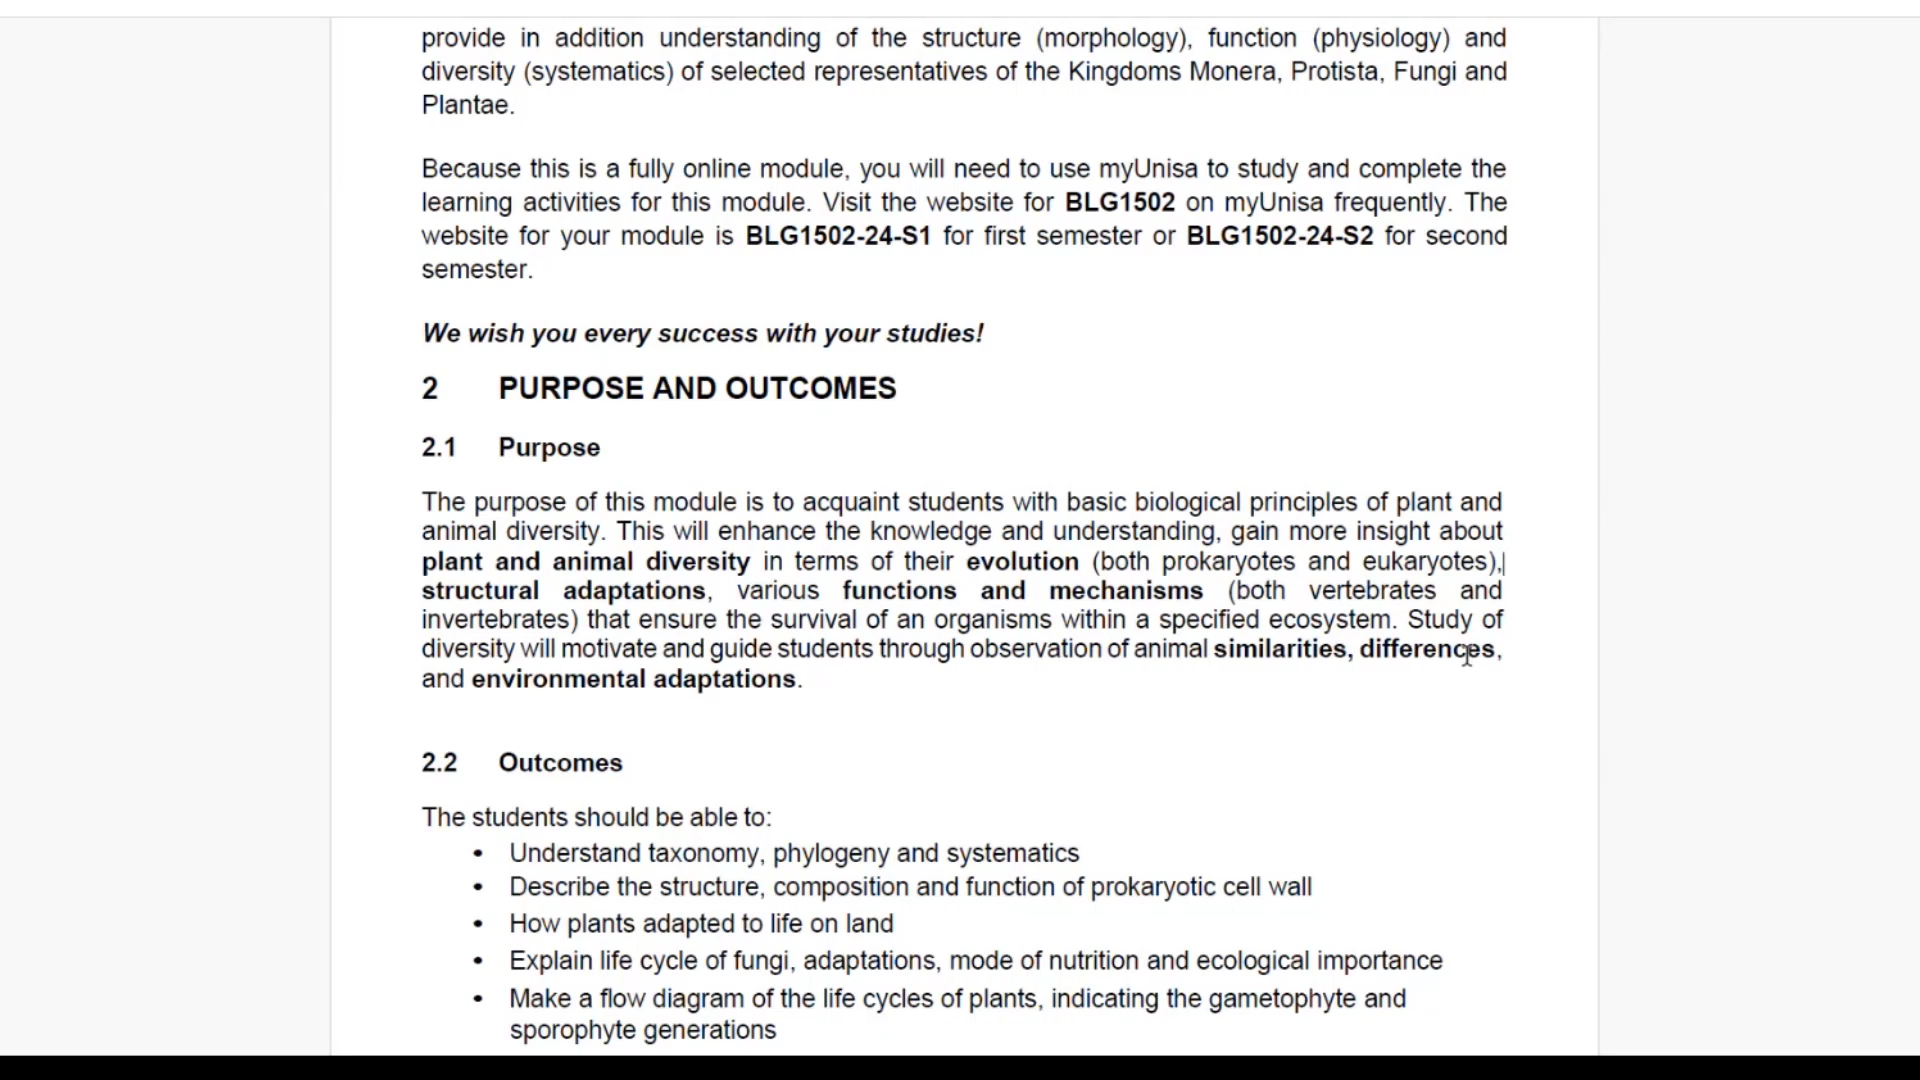 provide in addition understanding of the structure (morphology), function (physiology) and
diversity (systematics) of selected representatives of the Kingdoms Monera, Protista, Fungi and
Plantae.
Because this is a fully online module, you will need to use myUnisa to study and complete the
learning activities for this module. Visit the website for BLG1502 on myUnisa frequently. The
website for your module is BLG1502-24-S1 for first semester or BLG1502-24-S2 for second
semester.
We wish you every success with your studies!
2 PURPOSE AND OUTCOMES
2.1 Purpose
The purpose of this module is to acquaint students with basic biological principles of plant and
animal diversity. This will enhance the knowledge and understanding, gain more insight about
plant and animal diversity in terms of their evolution (both prokaryotes and eukaryotes),
structural adaptations, various functions and mechanisms (both vertebrates and
invertebrates) that ensure the survival of an organisms within a specified ecosystem. Study of
diversity will motivate and guide students through observation of animal similarities, differences,
and environmental adaptations.
2.2 Outcomes
The students should be able to:
• Understand taxonomy, phylogeny and systematics
• Describe the structure, composition and function of prokaryotic cell wall
• How plants adapted to life on land
• Explain life cycle of fungi, adaptations, mode of nutrition and ecological importance
• Make a flow diagram of the life cycles of plants, indicating the gametophyte and
sporophyte generations